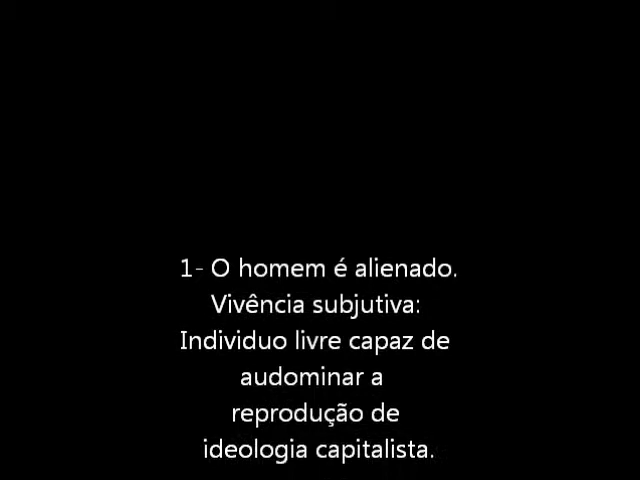 1- O homem é alienado.
Vivência subjutiva:
Individuo livre capaz de
audominar a
reprodução de
ideologia capitalista.